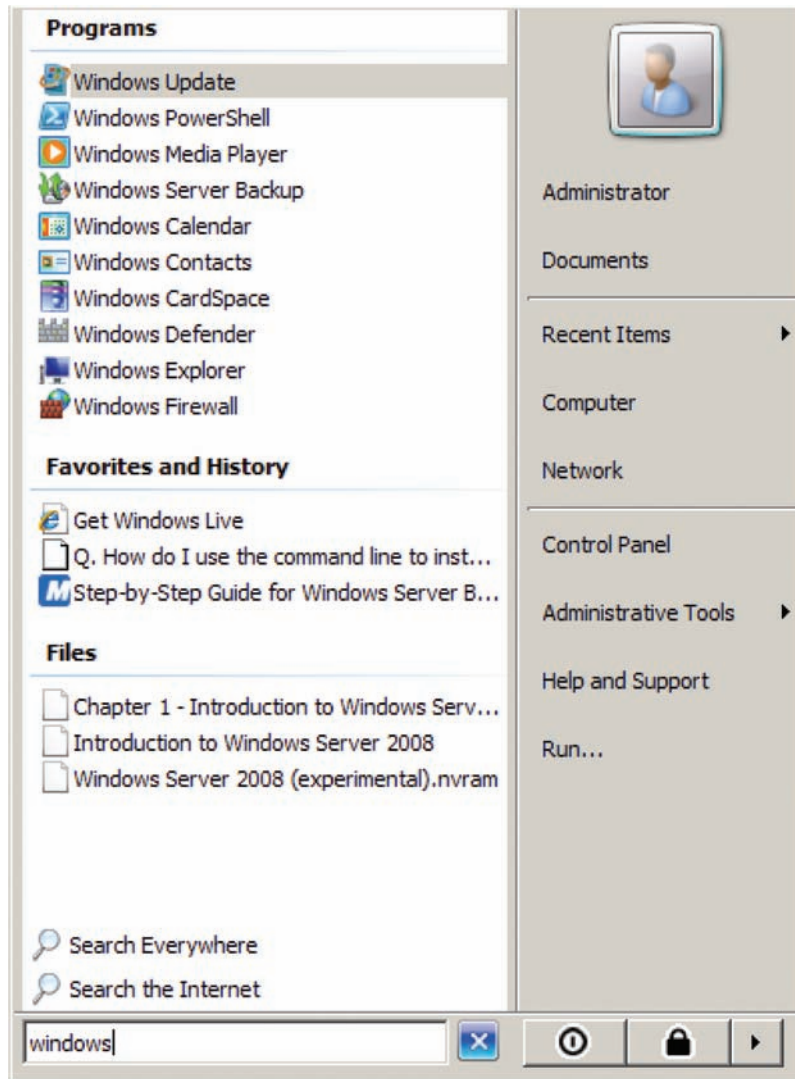 Programs
Windows Update
Windows PowerShell
Windows Media Player
Windows Server Backup
Windows Calendar
Windows Contacts
Windows CardSpace
Windows Defender
Windows Explorer
Windows Firewall
Favorites and History
Get Windows Live
Q. How do I use the command line to inst...
Step-by-Step Guide for Windows Server B...
Files
Chapter 1 - Introduction to Windows Serv...
Introduction to Windows Server 2008
Windows Server 2008 (experimental).nvram
Search Everywhere
Search the Internet
windows
Administrator
Documents
Recent Items
Computer
Network
Control Panel
Administrative Tools
Help and Support
Run...